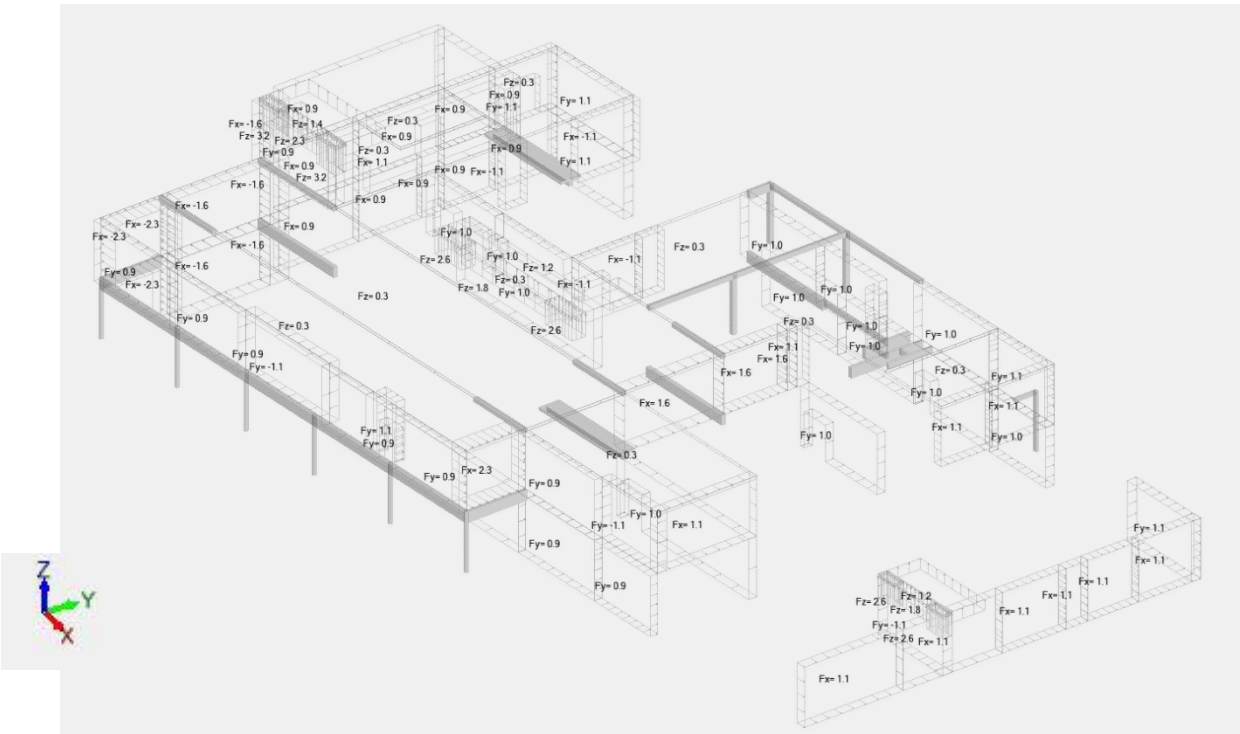 Fz= 0.3
Fx= 0.9
Fy= 1.1
Fy= 1.1
Fx= 0.9
Fx= 0.9
Fz= 1.4
Fx= -1.6
Fz= 3.2
Fz= 2.3
Fy= 0.9
Fz= 0.3
Fx= 0.9
Fx= -1.1
Fx= 0.9
Fz= 0.3
Fx= 1.1
Fy= 1.1
Fx= 0.9
Fz= 3.2
Fx= 0.9
Fx= -1.1
Fx= -1.6
Fx= 0.9
Fx= 0.9
Fx= -1.6
Fx= -2.3
Fx= -2.3
Fx= 0.9
Fx= -1.6
Fy= 1.0
Fz= 0.3
Fy= 1.0
Fz= 2.6
Fy= 1.0
Fx= -1.1
Fx= -1.6
Fy= 0.9
Fx= -2.3
Fz= 1.2
Fz= 0.3
Fx= -1.1
Fz= 1.8
Fy= 1.0
Fz= 0.3
Fy= 1.0
Fy= 1.0
Fy= 0.9
Fz= 0.3
Fz= 2.6
Fz= 0.3
Fy= 1.0
Fy= 1.0
Fy= 1.0
Fy= 0.9
Fy= -1.1
Fx= 1.1
Fx= 1.6
Fx= 1.6
Fz= 0.3
Fy= 1.1
Fy= 1.0
Fx= 1.6
Fx= 1.1
Fx= 1.1
Fy= 1.0
Fy= 1.1
Fy= 0.9
Fy= 1.0
Fz= 0.3
Fy= 0.9
Fx= 2.3
Fy= 0.9
Fy= 1.0
Fy= -1.1
Fx= 1.1
Fy= 1.1
Fy= 0.9
Fx= 1.1
Z
Y
X
Fy= 0.9
Fx= 1.1
Fz= 2.6
Fz= 1.2
Fx= 1.1
Fz= 1.8
Fx= 1.1
Fy= -1.1
Fz= 2.6
Fx= 1.1
Fx= 1.1